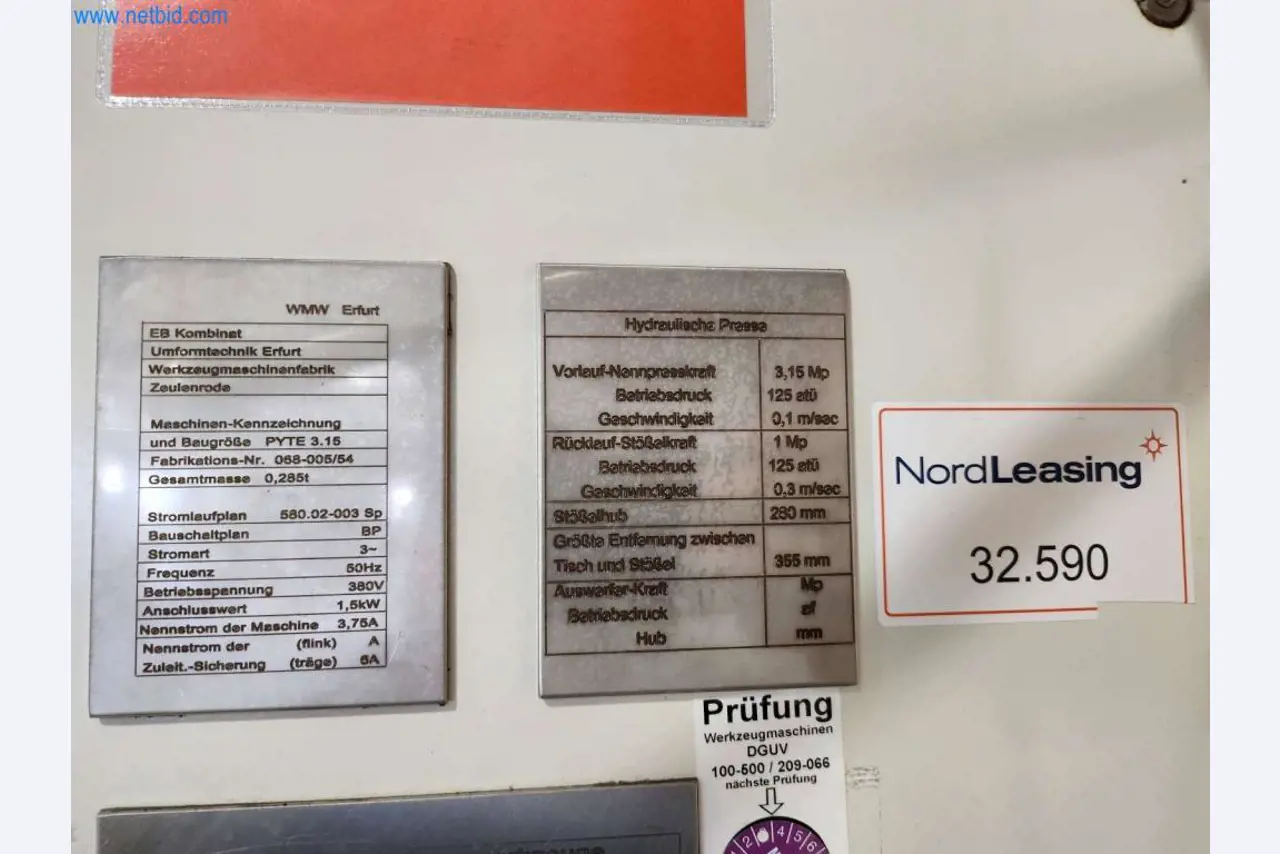 www.netbid.com
WMW Erfurt
EB Kombinat
Umformtechnik Erfurt
Werkzeugmaschinenfabrik
Zeulenroda
Maschinen-Kennzeichnung
und Baugröße PYTE 3.15
Fabrikations-Nr. 068-005/54
Gesamtmasse 0,285t
Stromlaufplan 580.02-003 Sp
Bauschaltplan BP
Stromart 3~
Frequenz 50Hz
Betriebsspannung 380V
Anschlusswert 1,5kW
Nennstrom der Maschine 3,75A
Nennstrom der (flink) A
Zuleit.-Sicherung (träge) 6A
Hydraulische Presse
Vorlauf-Nennpresskraft 3,15 Mp
Betriebsdruck 125 atü
Geschwindigkeit 0,1 m/sec
Rücklauf-Stößelkraft 1 Mp
Betriebsdruck 125 atü
Geschwindigkeit 0,3 m/sec
Stößelhub 280 mm
Größte Entfernung zwischen
Tisch und Stößel 355 mm
Auswerfer-Kraft Mp
Betriebsdruck
Hub mm
NordLeasing
32.590
Prüfung
Werkzeugmaschinen
DGUV
100-500 / 209-066
nächste Prüfung
2 4 5 6